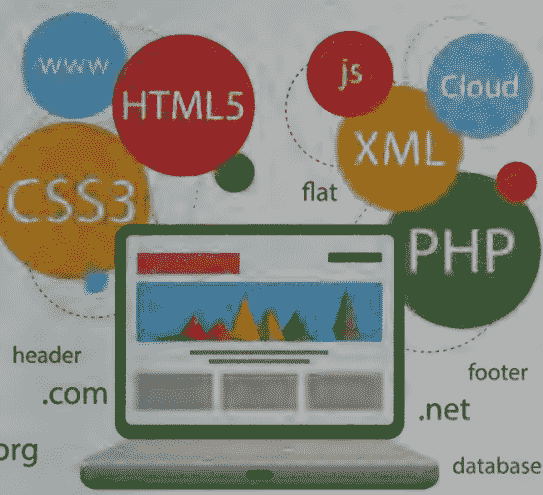 www
HTML5
js
Cloud
XML
CSS3
flat
PHP
header
footer
.com
.net
org
database